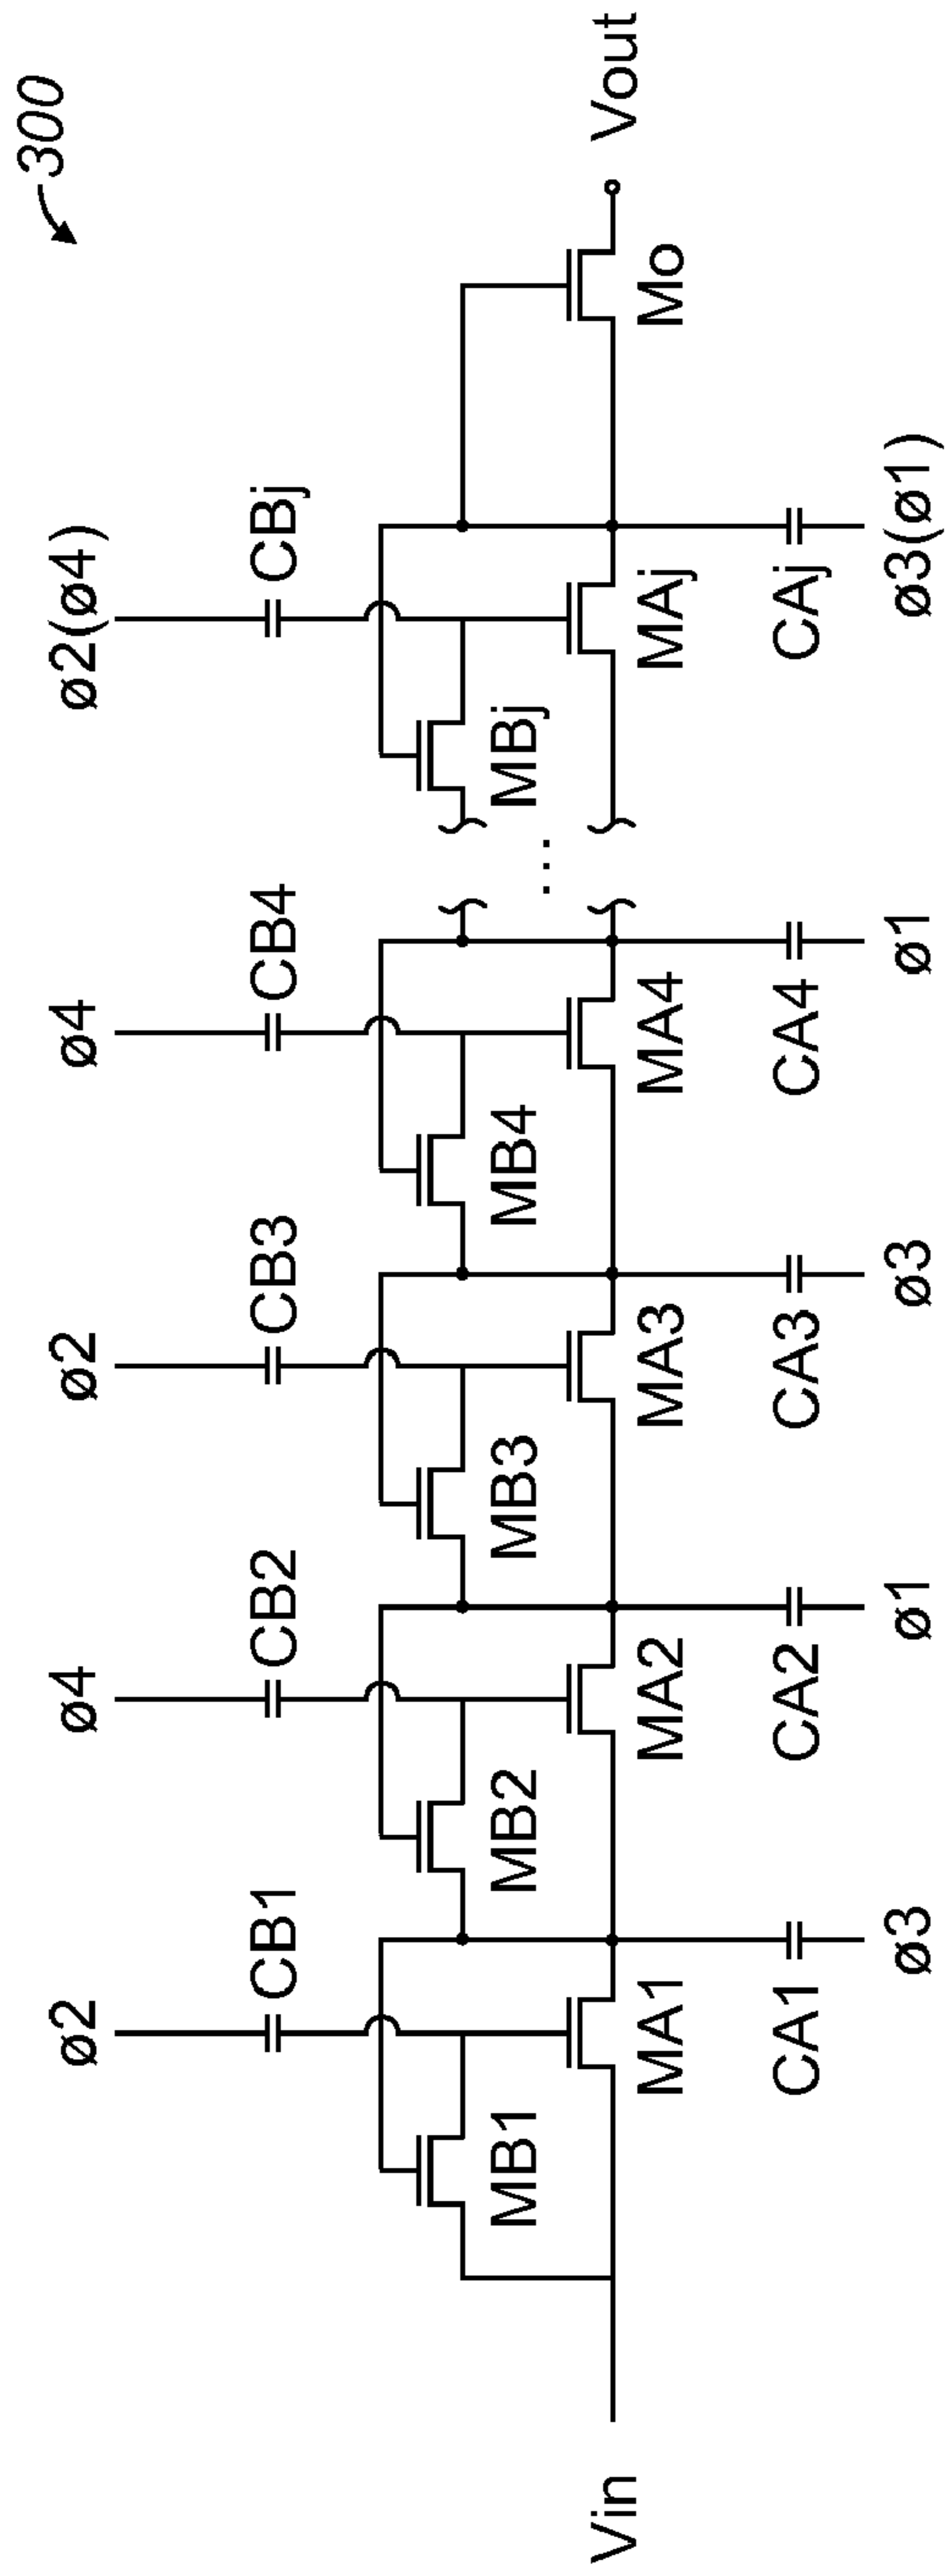 300
ø2
ø4
ø2
ø4
ø2(ø4)
CB1
CB2
CB3
CB4
CBj
MB1
MB2
MB3
MB4
MBj
...
Vin
Vout
MA1
MA2
MA3
MA4
MAj
Mo
CA1
CA2
CA3
CA4
CAj
ø3
ø1
ø3
ø1
ø3(ø1)